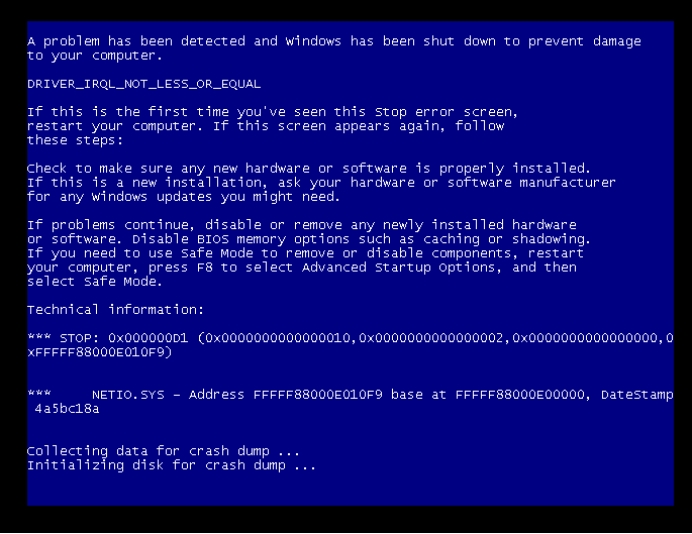 A problem has been detected and Windows has been shut down to prevent damage
to your computer.
DRIVER_IRQL_NOT_LESS_OR_EQUAL
If this is the first time you've seen this Stop error screen,
restart your computer. If this screen appears again, follow
these steps:
Check to make sure any new hardware or software is properly installed.
If this is a new installation, ask your hardware or software manufacturer
for any Windows updates you might need.
If problems continue, disable or remove any newly installed hardware
or software. Disable BIOS memory options such as caching or shadowing.
If you need to use Safe Mode to remove or disable components, restart
your computer, press F8 to select Advanced Startup Options, and then
select Safe Mode.
Technical information:
*** STOP: 0x000000D1 (0x0000000000000010,0x0000000000000002,0x0000000000000000,0
xFFFFF88000E010F9)
***     NETIO.SYS - Address FFFFF88000E010F9 base at FFFFF88000E00000, DateStamp
 4a5bc18a
Collecting data for crash dump ...
Initializing disk for crash dump ...